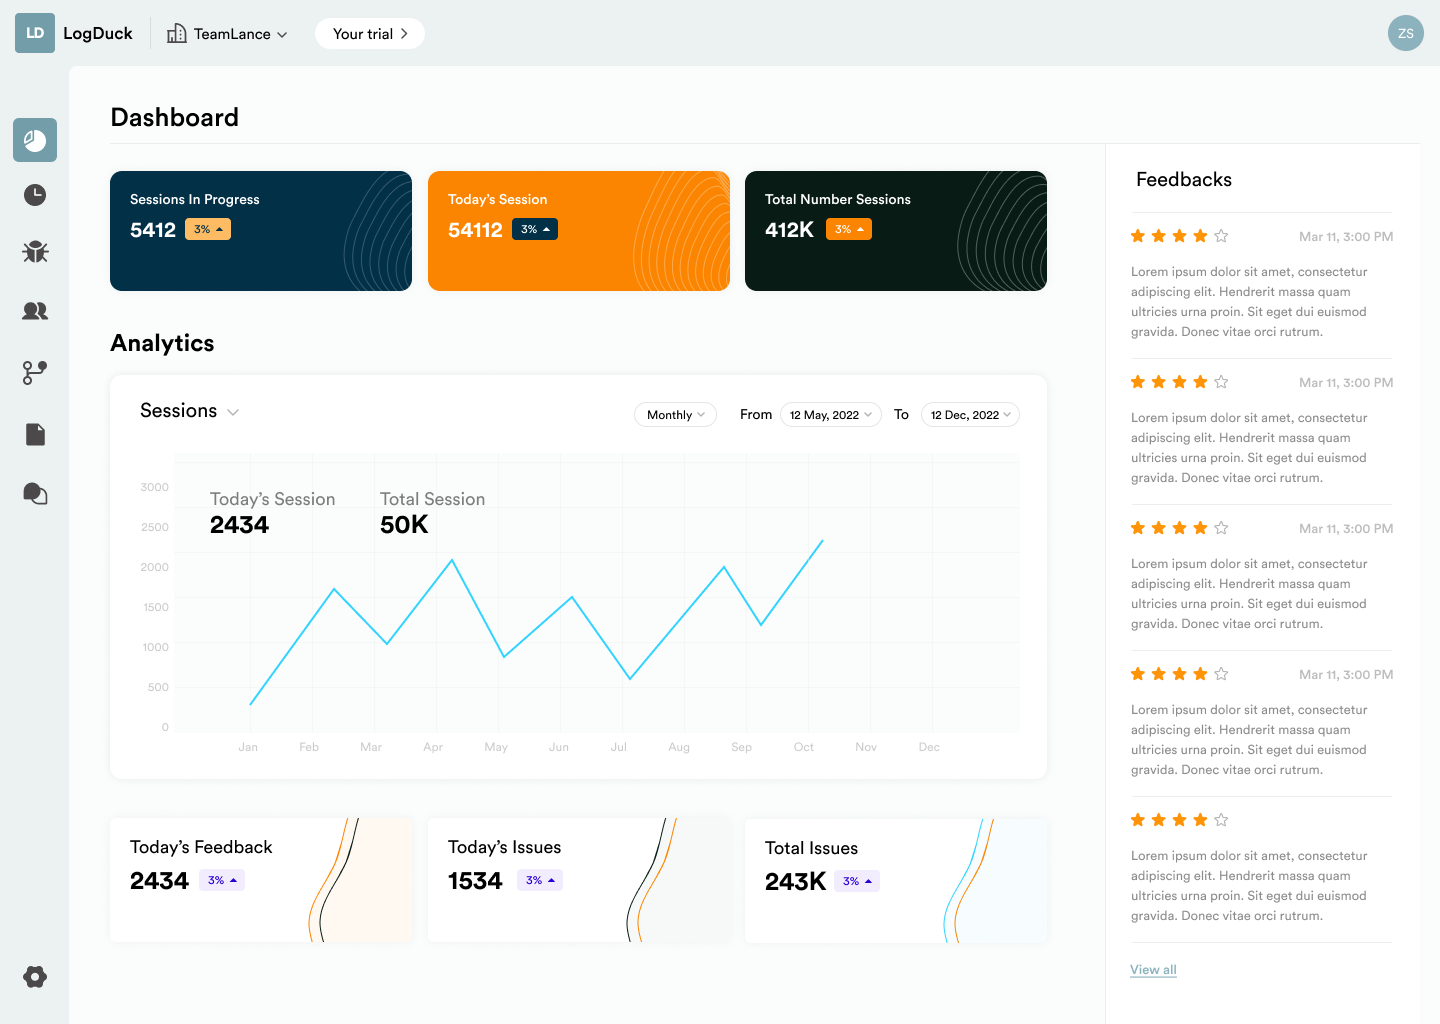 LD LogDuck TeamLance Your trial ZS
Dashboard
Sessions In Progress
5412 3%
Today's Session
54112 3%
Total Number Sessions
412K 3%
Analytics
Sessions Monthly From 12 May, 2022 To 12 Dec, 2022
Today's Session
2434
Total Session
50K
3000
2500
2000
1500
1000
500
0
Jan Feb Mar Apr May Jun Jul Aug Sep Oct Nov Dec
Today's Feedback
2434 3%
Today's Issues
1534 3%
Total Issues
243K 3%
Feedbacks
Mar 11, 3:00 PM
Lorem ipsum dolor sit amet, consectetur
adipiscing elit. Hendrerit massa quam
ultricies urna proin. Sit eget dui euismod
gravida. Donec vitae orci rutrum.
Mar 11, 3:00 PM
Lorem ipsum dolor sit amet, consectetur
adipiscing elit. Hendrerit massa quam
ultricies urna proin. Sit eget dui euismod
gravida. Donec vitae orci rutrum.
Mar 11, 3:00 PM
Lorem ipsum dolor sit amet, consectetur
adipiscing elit. Hendrerit massa quam
ultricies urna proin. Sit eget dui euismod
gravida. Donec vitae orci rutrum.
Mar 11, 3:00 PM
Lorem ipsum dolor sit amet, consectetur
adipiscing elit. Hendrerit massa quam
ultricies urna proin. Sit eget dui euismod
gravida. Donec vitae orci rutrum.
Lorem ipsum dolor sit amet, consectetur
adipiscing elit. Hendrerit massa quam
ultricies urna proin. Sit eget dui euismod
gravida. Donec vitae orci rutrum.
View all